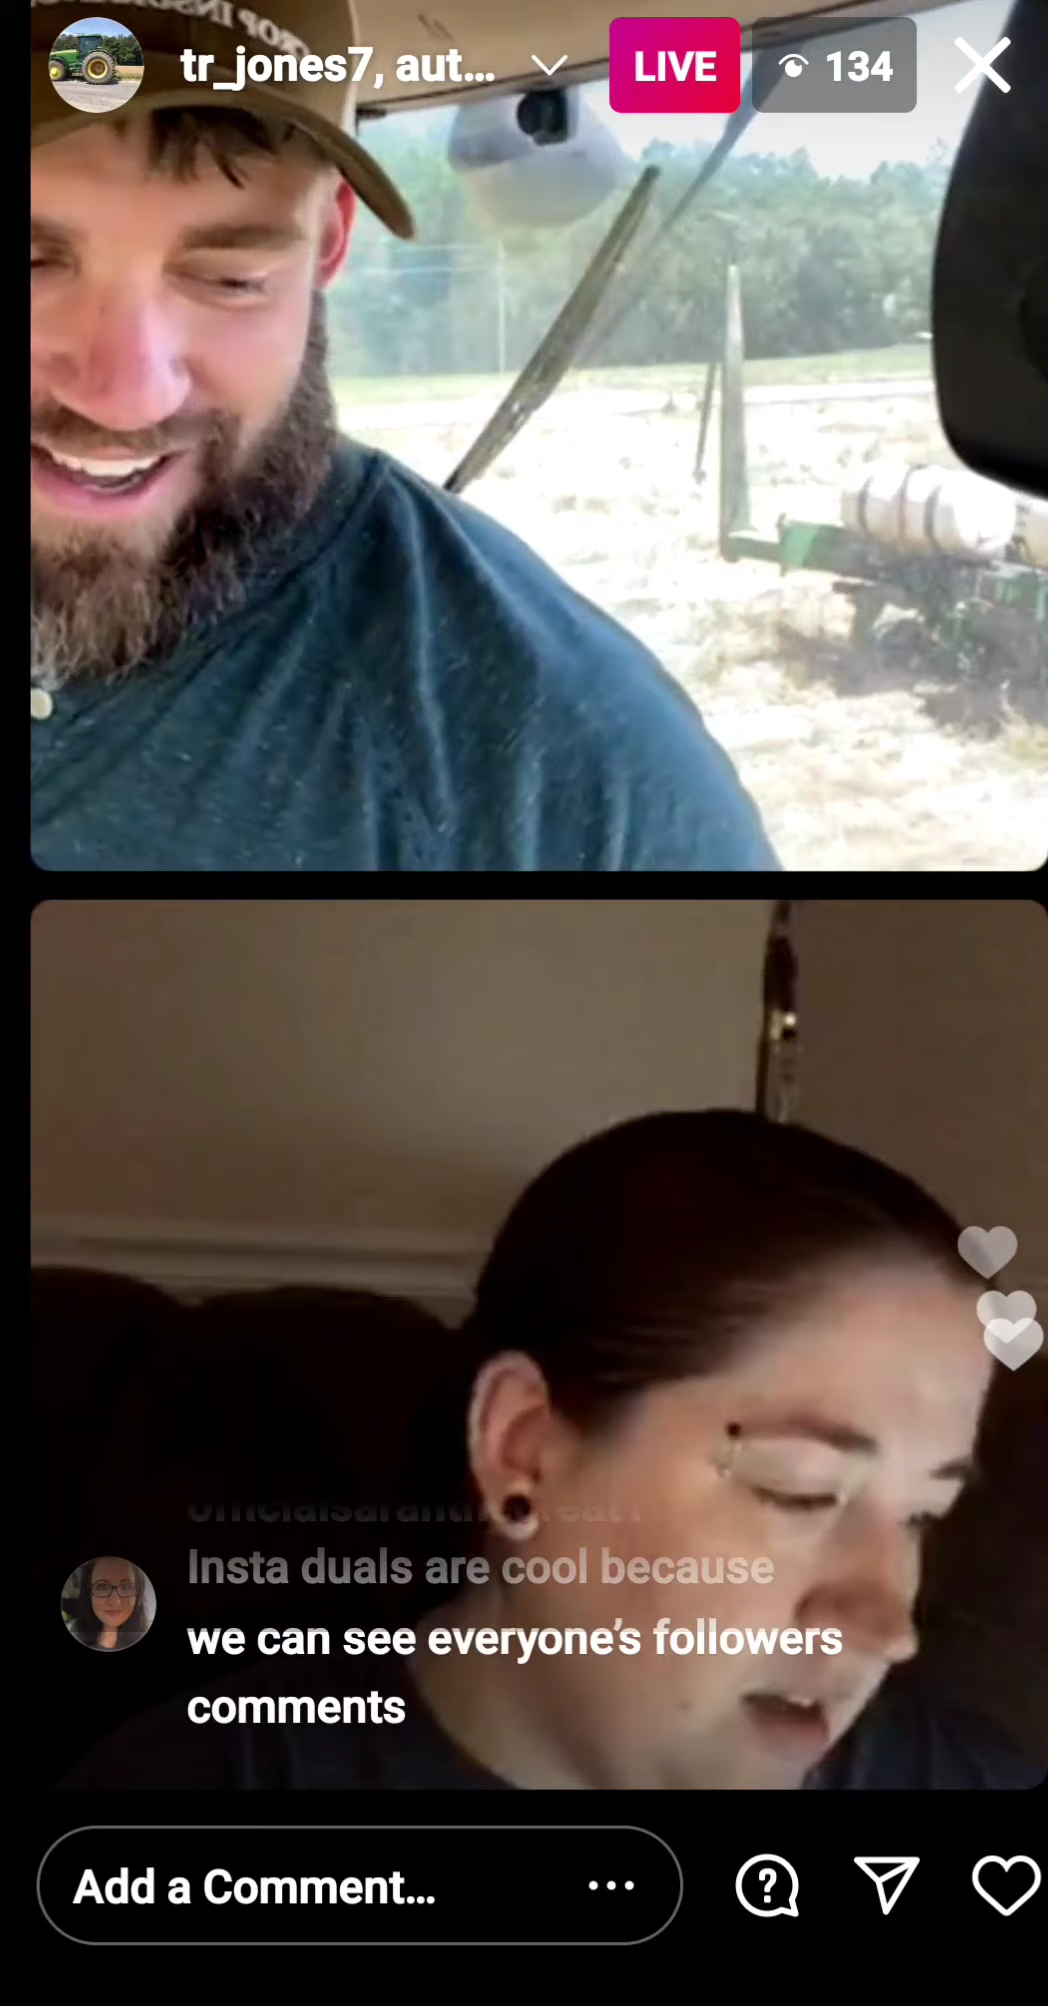 tr_jones7, aut...
LIVE
134
Insta duals are cool because
we can see everyone's followers
comments
Add a Comment...